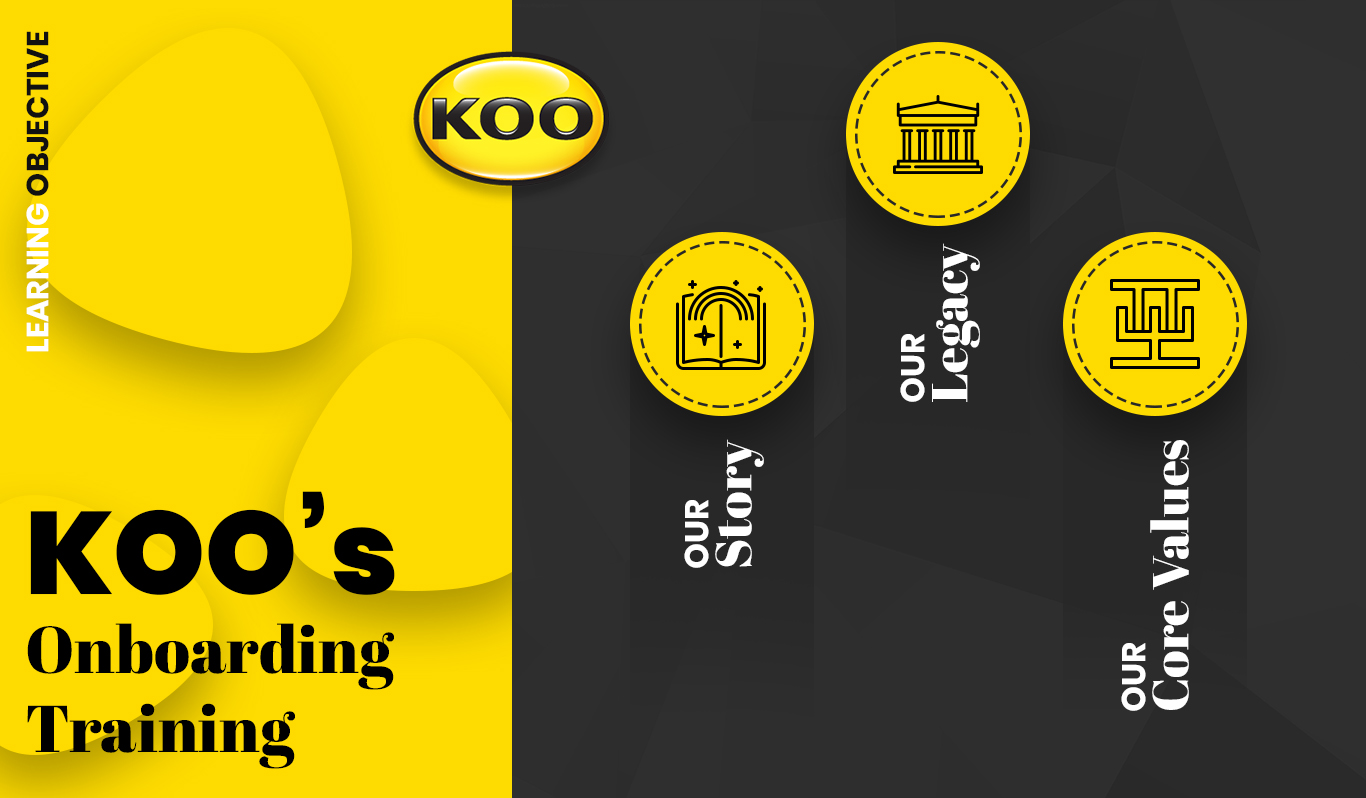 LEARNING OBJECTIVE
KOO
KOO’s
Onboarding
Training
OUR
Story
OUR
Legacy
OUR
Core Values